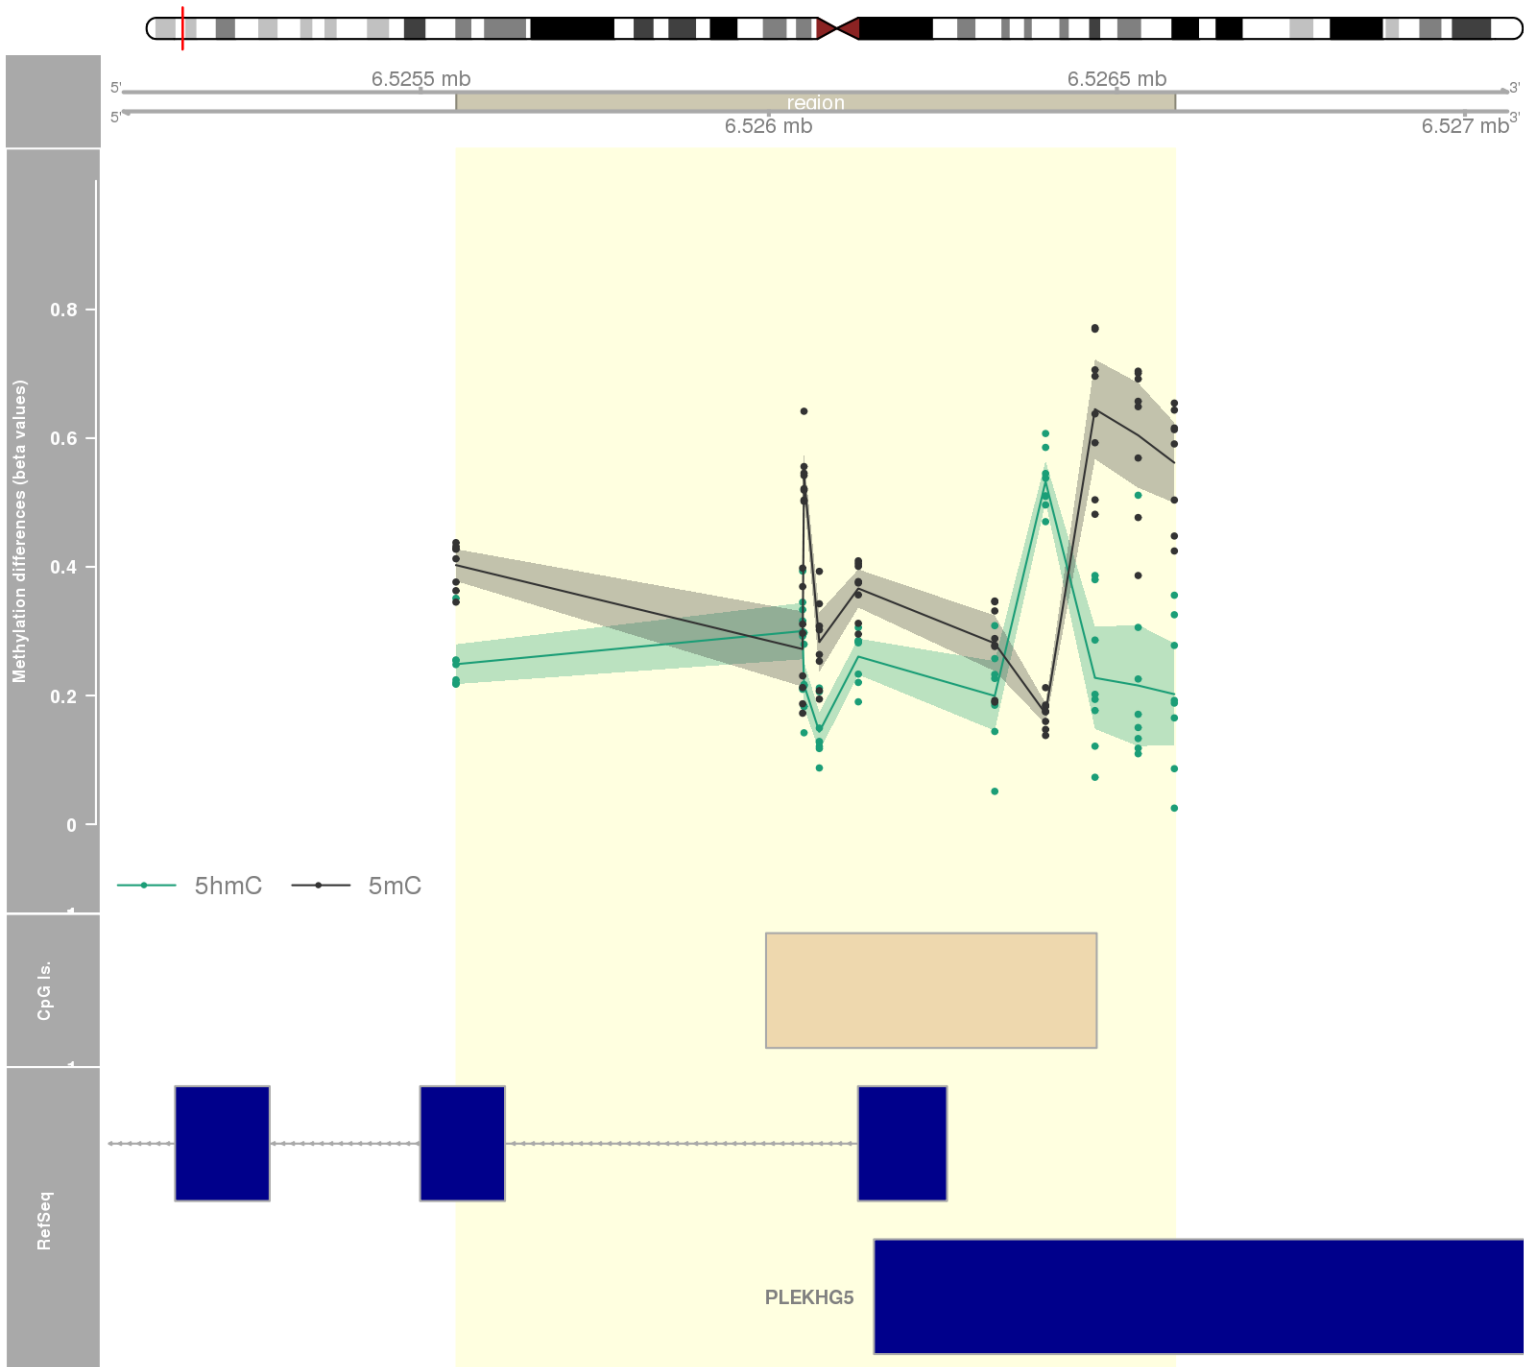 6.5255 mb
6.5265 mb
5'
3'
region
5'
3'
6.526 mb
6.527 mb
Methylation differences (beta values)
0.8
0.6
0.4
0.2
0
5hmC
5mC
CpG Is.
RefSeq
PLEKHG5